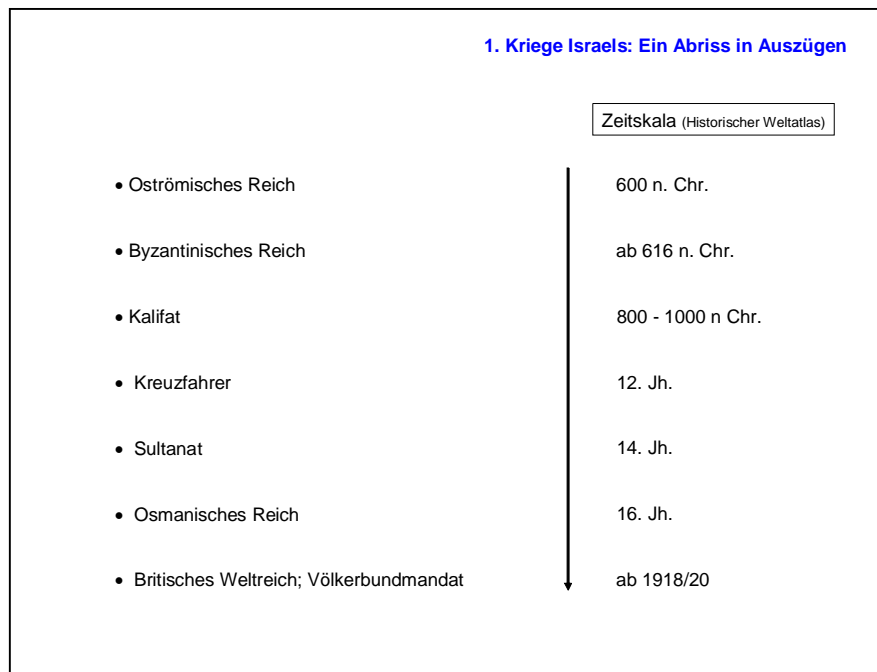 1. Kriege Israels: Ein Abriss in Auszügen
Zeitskala (Historischer Weltatlas)
• Oströmisches Reich 600 n. Chr.
• Byzantinisches Reich ab 616 n. Chr.
• Kalifat 800 - 1000 n Chr.
• Kreuzfahrer 12. Jh.
• Sultanat 14. Jh.
• Osmanisches Reich 16. Jh.
• Britisches Weltreich; Völkerbundmandat ab 1918/20